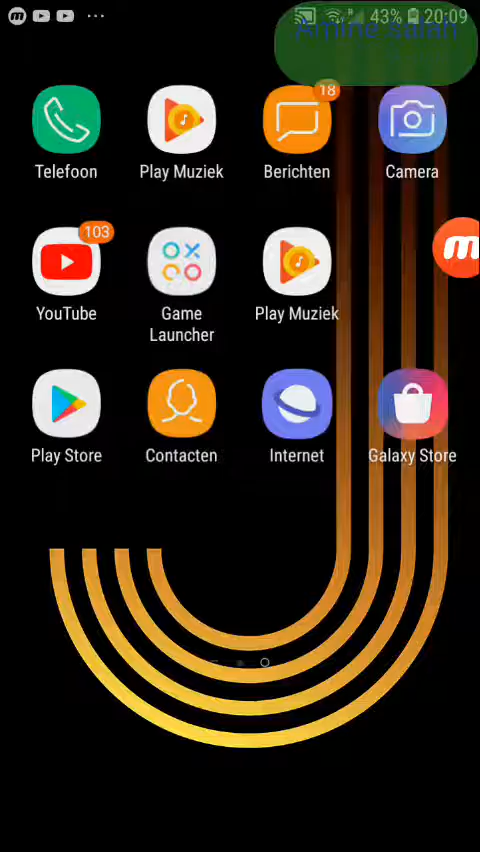 43% 20:09
Amine salah
18
Telefoon Play Muziek Berichten Camera
103
YouTube Game Launcher Play Muziek
Play Store Contacten Internet Galaxy Store